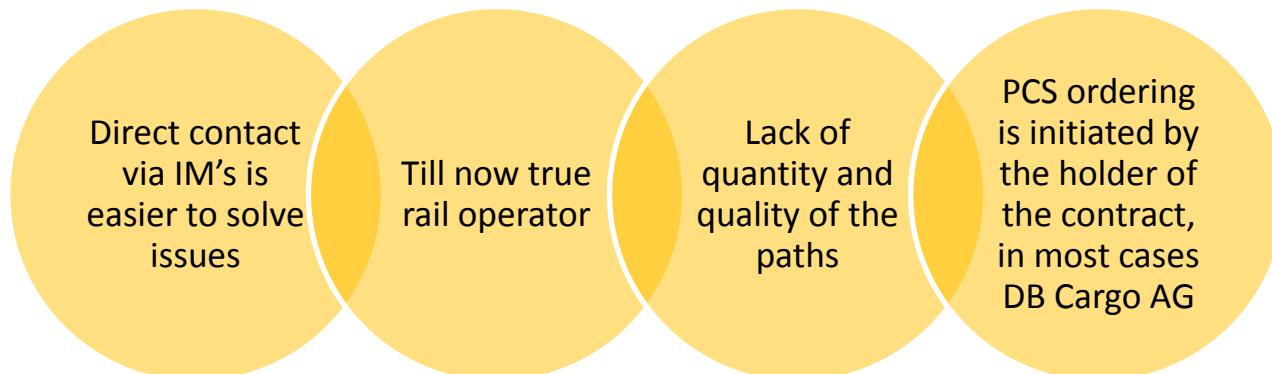 Direct contact
via IM’s is
easier to solve
issues
Till now true
rail operator
Lack of
quantity and
quality of the
paths
PCS ordering
is initiated by
the holder of
the contract,
in most cases
DB Cargo AG